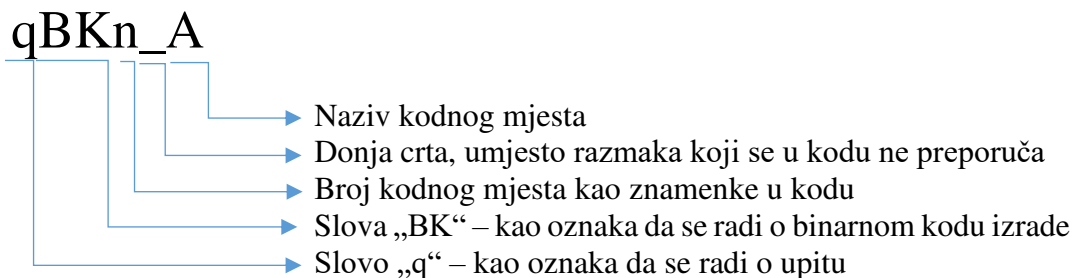 qBKn_A
Naziv kodnog mjesta
Donja crta, umjesto razmaka koji se u kodu ne preporuča
Broj kodnog mjesta kao znamenke u kodu
Slova „BK“ – kao oznaka da se radi o binarnom kodu izrade
Slovo „q“ – kao oznaka da se radi o upitu